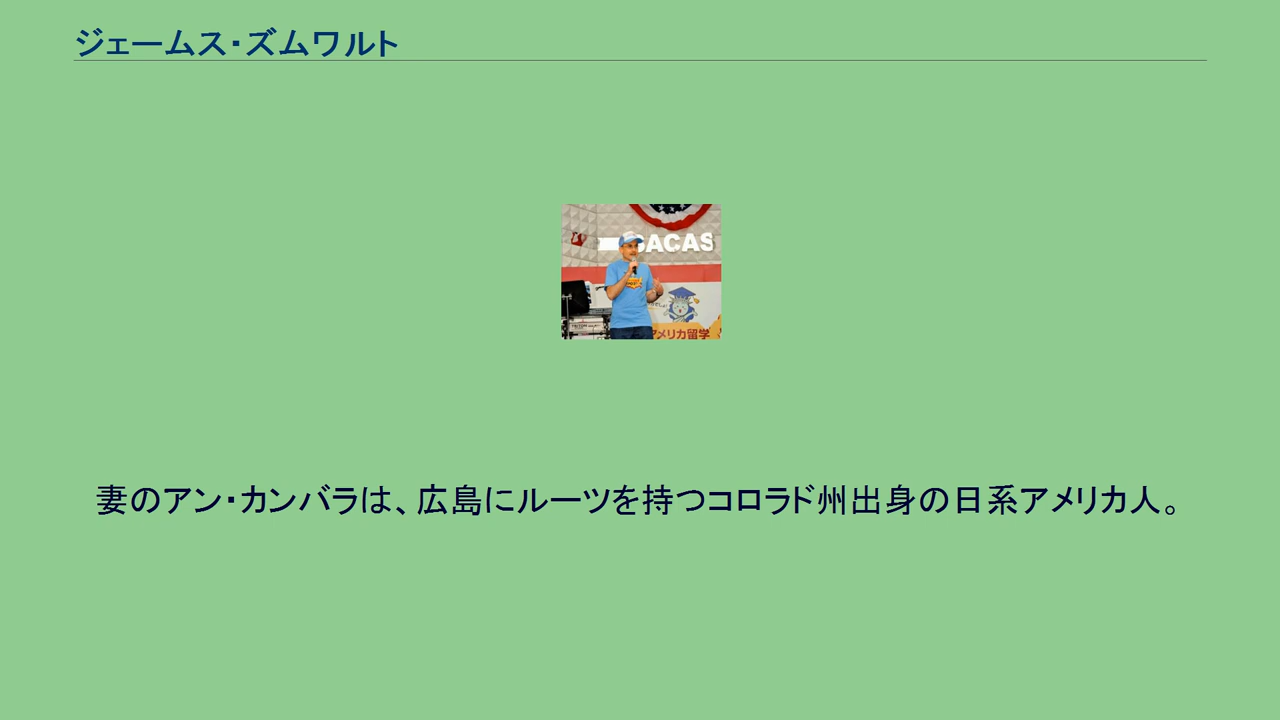 ジェームス・ズムワルト
ACAS
アメリカ留学
妻のアン・カンバラは、広島にルーツを持つコロラド州出身の日系アメリカ人。